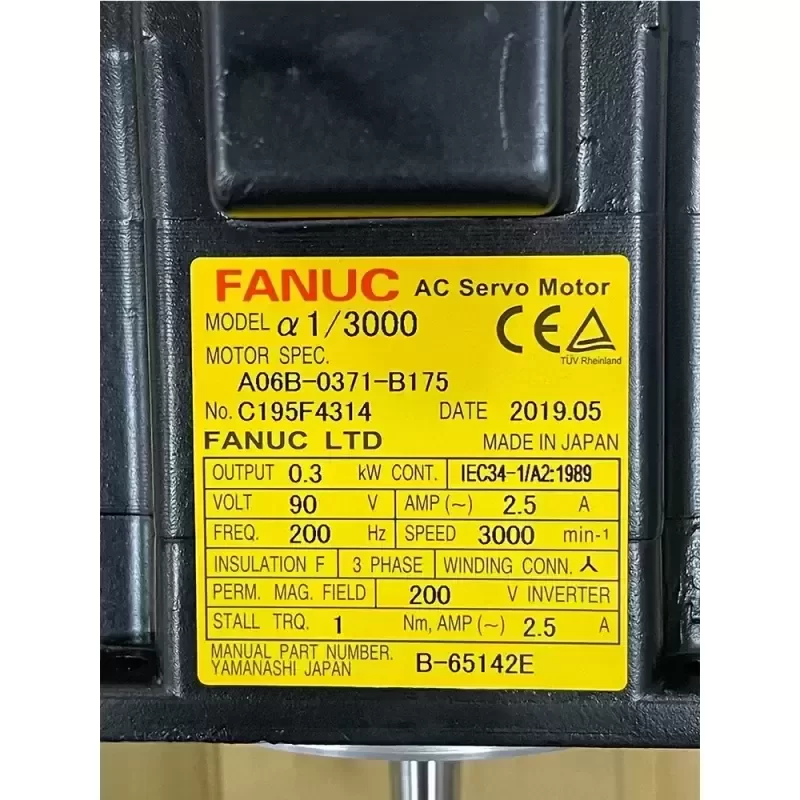 FANUC AC Servo Motor
MODEL α1/3000
CE
TÜV Rheinland
MOTOR SPEC.
A06B-0371-B175
No. C195F4314 DATE 2019.05
FANUC LTD MADE IN JAPAN
OUTPUT 0.3 kW CONT. IEC34-1/A2:1989
VOLT 90 V AMP (~) 2.5 A
FREQ. 200 Hz SPEED 3000 min-1
INSULATION F 3 PHASE WINDING CONN. 人
PERM. MAG. FIELD 200 V INVERTER
STALL TRQ. 1 Nm, AMP (~) 2.5 A
MANUAL PART NUMBER. B-65142E
YAMANASHI JAPAN